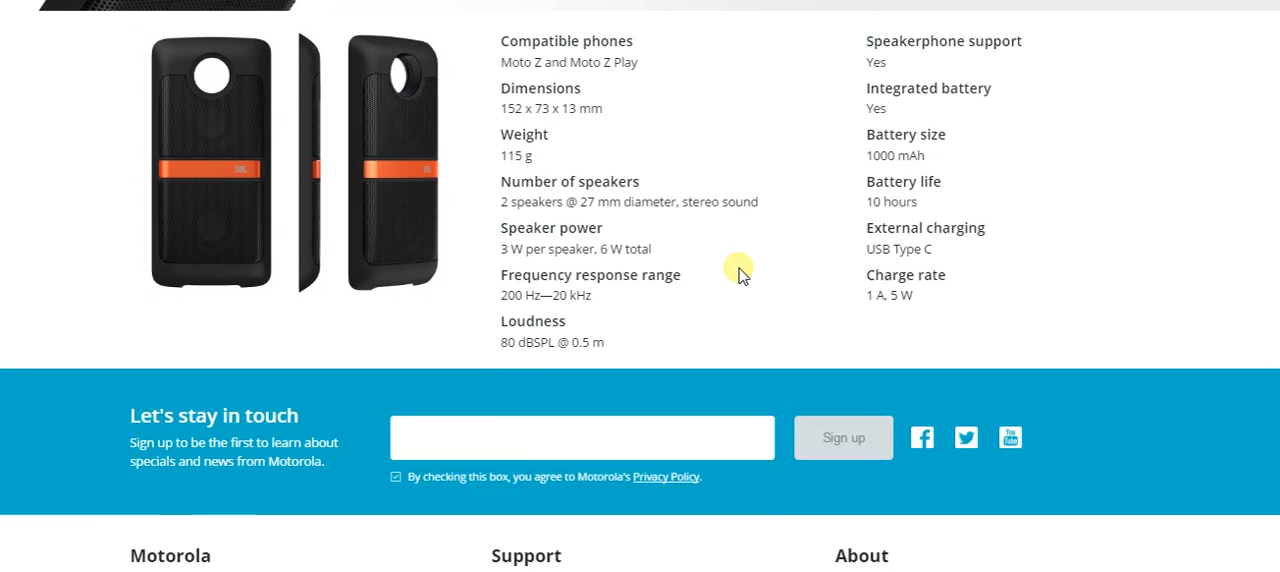 Compatible phones
Moto Z and Moto Z Play
Dimensions
152 x 73 x 13 mm
Weight
115 g
Number of speakers
2 speakers @ 27 mm diameter, stereo sound
Speaker power
3 W per speaker, 6 W total
Frequency response range
200 Hz—20 kHz
Loudness
80 dBSPL @ 0.5 m
Speakerphone support
Yes
Integrated battery
Yes
Battery size
1000 mAh
Battery life
10 hours
External charging
USB Type C
Charge rate
1 A, 5 W
JBL
Let's stay in touch
Sign up to be the first to learn about
specials and news from Motorola.
Sign up
By checking this box, you agree to Motorola's Privacy Policy.
You
Tube
Motorola
Support
About